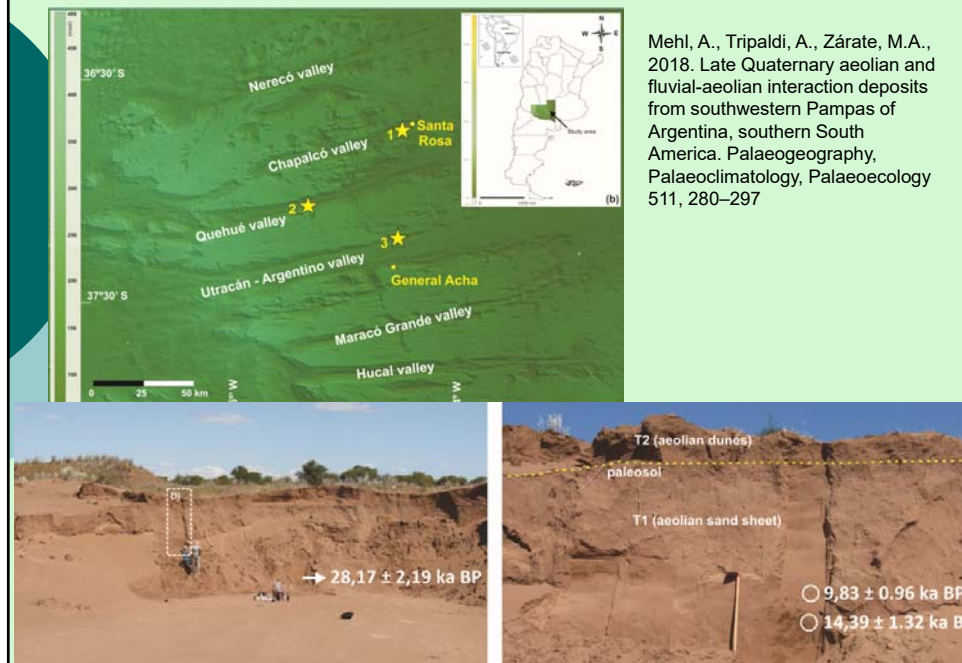 Mehl, A., Tripaldi, A., Zárate, M.A.,
2018. Late Quaternary aeolian and
fluvial-aeolian interaction deposits
from southwestern Pampas of
Argentina, southern South
America. Palaeogeography,
Palaeoclimatology, Palaeoecology
511, 280–297
36°30' S
37°30' S
Nerecó valley
1
Santa
Rosa
Chapalcó valley
2
Quehué valley
3
Utracán - Argentino valley
General Acha
Maracó Grande valley
Hucal valley
0 25 50 km
N
W E
S
Study area
(b)
28,17 ± 2,19 ka BP
T2 (aeolian dunes)
paleosol
T1 (aeolian sand sheet)
9,83 ± 0.96 ka BP
14,39 ± 1.32 ka B